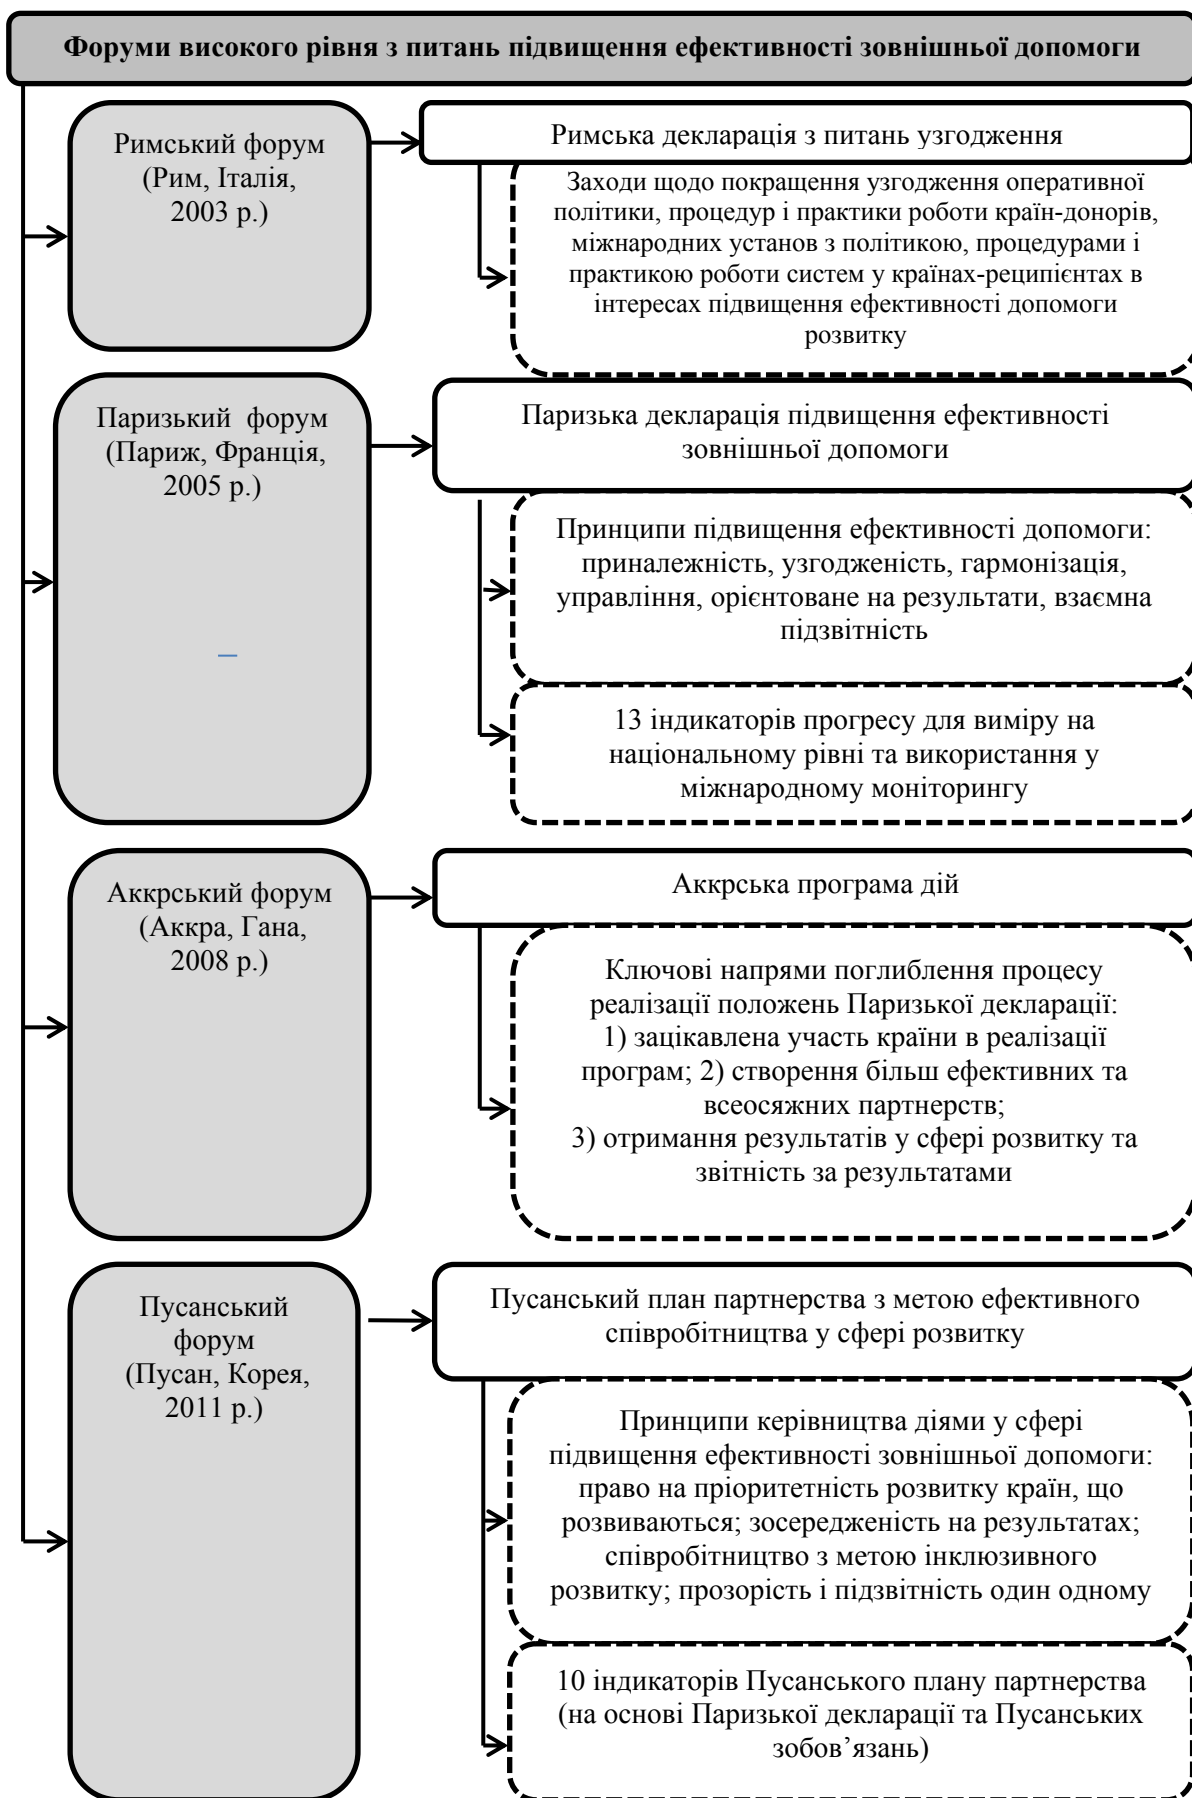 Форуми високого рівня з питань підвищення ефективності зовнішньої допомоги
Римський форум
(Рим, Італія,
2003 р.)
Римська декларація з питань узгодження
Заходи щодо покращення узгодження оперативної
політики, процедур і практики роботи країн-донорів,
міжнародних установ з політикою, процедурами і
практикою роботи систем у країнах-реципієнтах в
інтересах підвищення ефективності допомоги
розвитку
Паризький форум
(Париж, Франція,
2005 р.)
Паризька декларація підвищення ефективності
зовнішньої допомоги
Принципи підвищення ефективності допомоги:
приналежність, узгодженість, гармонізація,
управління, орієнтоване на результати, взаємна
підзвітність
13 індикаторів прогресу для виміру на
національному рівні та використання у
міжнародному моніторингу
Аккрський форум
(Аккра, Гана,
2008 р.)
Аккрська програма дій
Ключові напрями поглиблення процесу
реалізації положень Паризької декларації:
1) зацікавлена участь країни в реалізації
програм; 2) створення більш ефективних та
всеосяжних партнерств;
3) отримання результатів у сфері розвитку та
звітність за результатами
Пусанський
форум
(Пусан, Корея,
2011 р.)
Пусанський план партнерства з метою ефективного
співробітництва у сфері розвитку
Принципи керівництва діями у сфері
підвищення ефективності зовнішньої допомоги:
право на пріоритетність розвитку країн, що
розвиваються; зосередженість на результатах;
співробітництво з метою інклюзивного
розвитку; прозорість і підзвітність один одному
10 індикаторів Пусанського плану партнерства
(на основі Паризької декларації та Пусанських
зобов’язань)